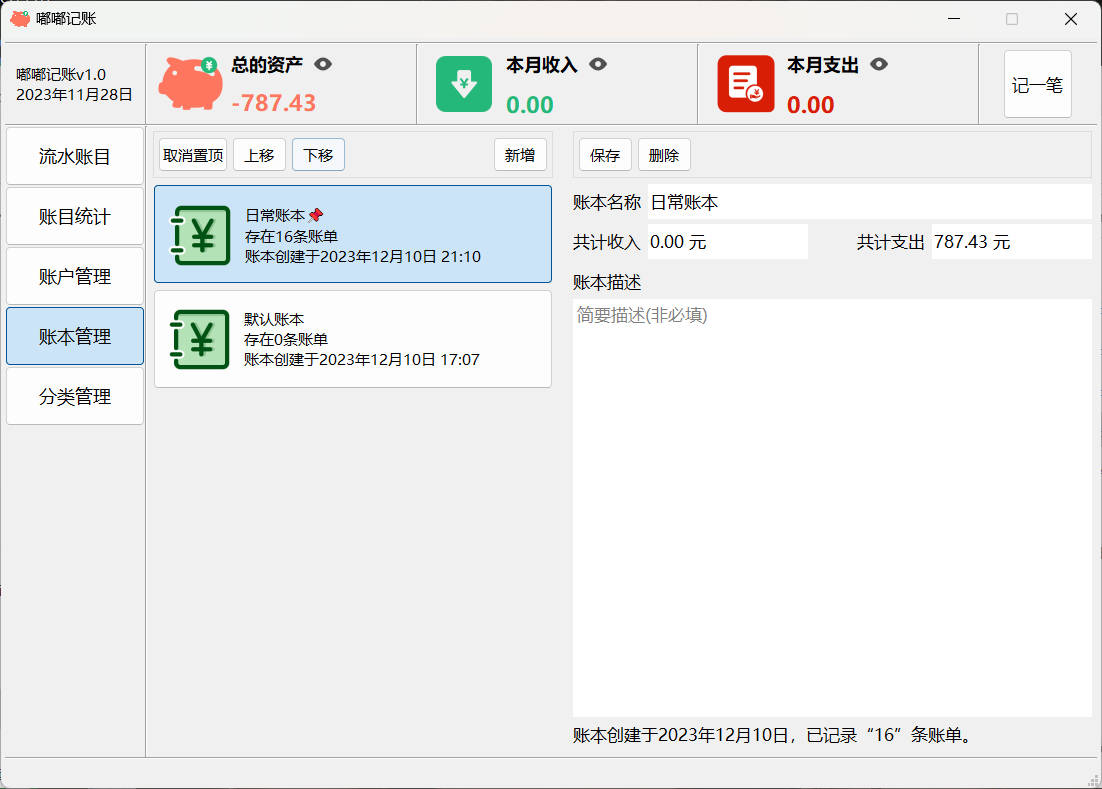 嘟嘟记账
嘟嘟记账v1.0
2023年11月28日
总的资产
-787.43
本月收入
0.00
本月支出
0.00
记一笔
流水账目
账目统计
账户管理
账本管理
分类管理
取消置顶 上移 下移 新增
日常账本
存在16条账单
账本创建于2023年12月10日 21:10
默认账本
存在0条账单
账本创建于2023年12月10日 17:07
保存 删除
账本名称 日常账本
共计收入 0.00 元 共计支出 787.43 元
账本描述
简要描述(非必填)
账本创建于2023年12月10日，已记录“16”条账单。